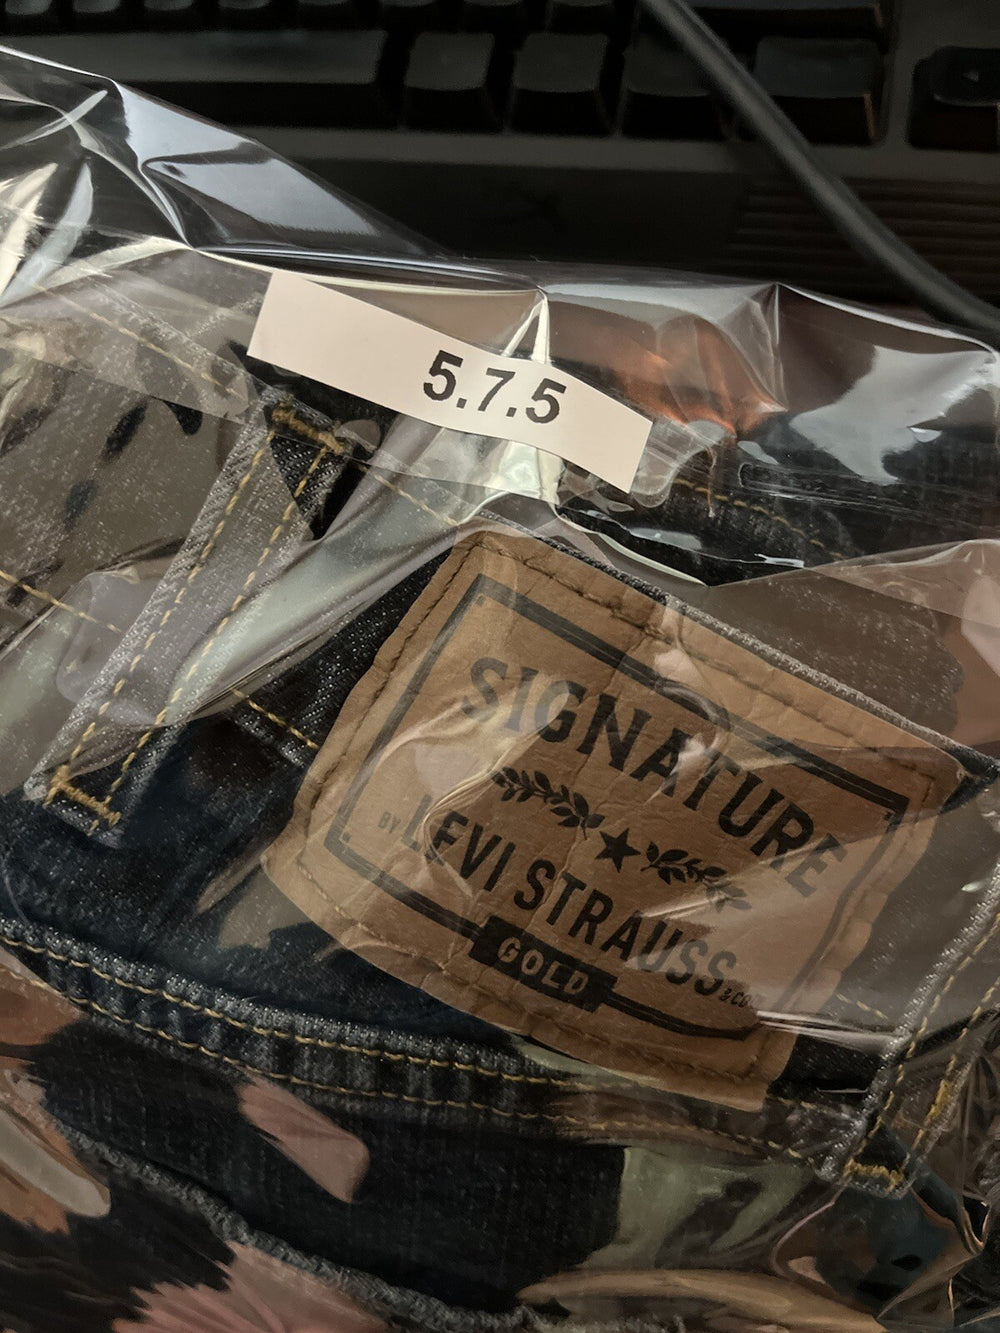 5.7.5
SIGNATURE
BY LEVI STRAUSS & CO.
GOLD